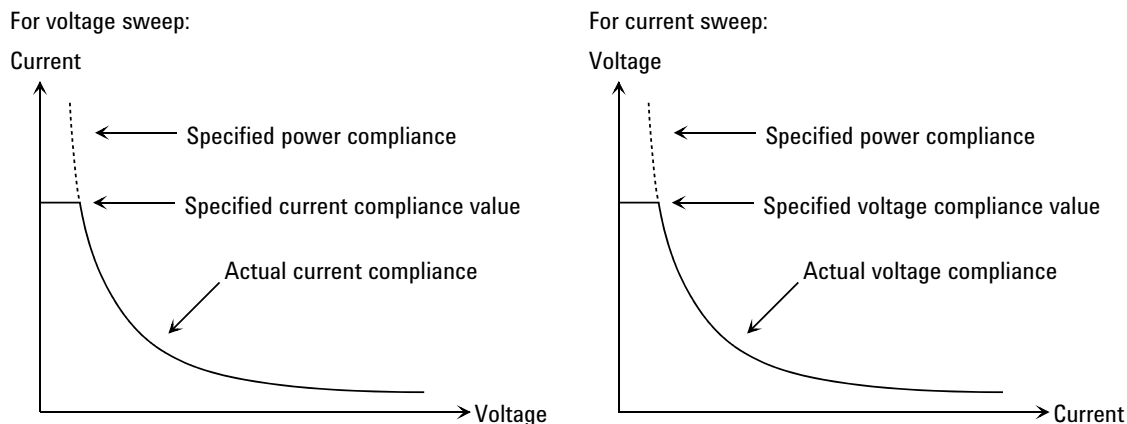 For voltage sweep:
Current
Specified power compliance
Specified current compliance value
Actual current compliance
Voltage
For current sweep:
Voltage
Specified power compliance
Specified voltage compliance value
Actual voltage compliance
Current